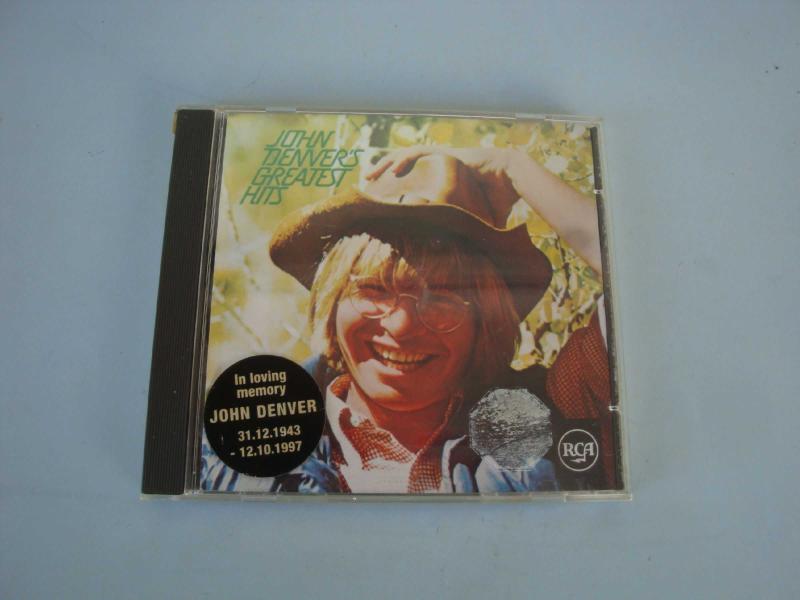 JOHN
DENVER'S
GREATEST
HITS
In loving
memory
JOHN DENVER
31.12.1943
- 12.10.1997
RCA